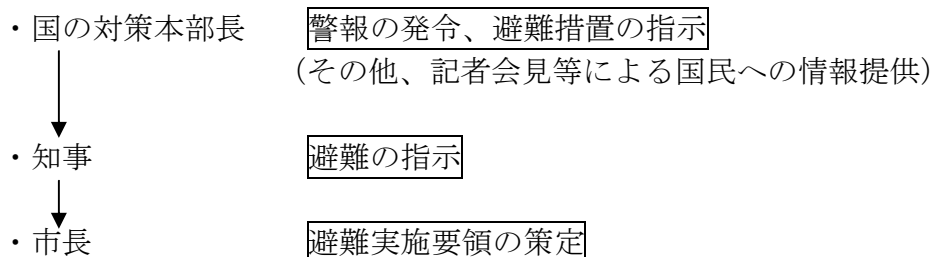 ・国の対策本部長 警報の発令、避難措置の指示
（その他、記者会見等による国民への情報提供）
・知事 避難の指示
・市長 避難実施要領の策定